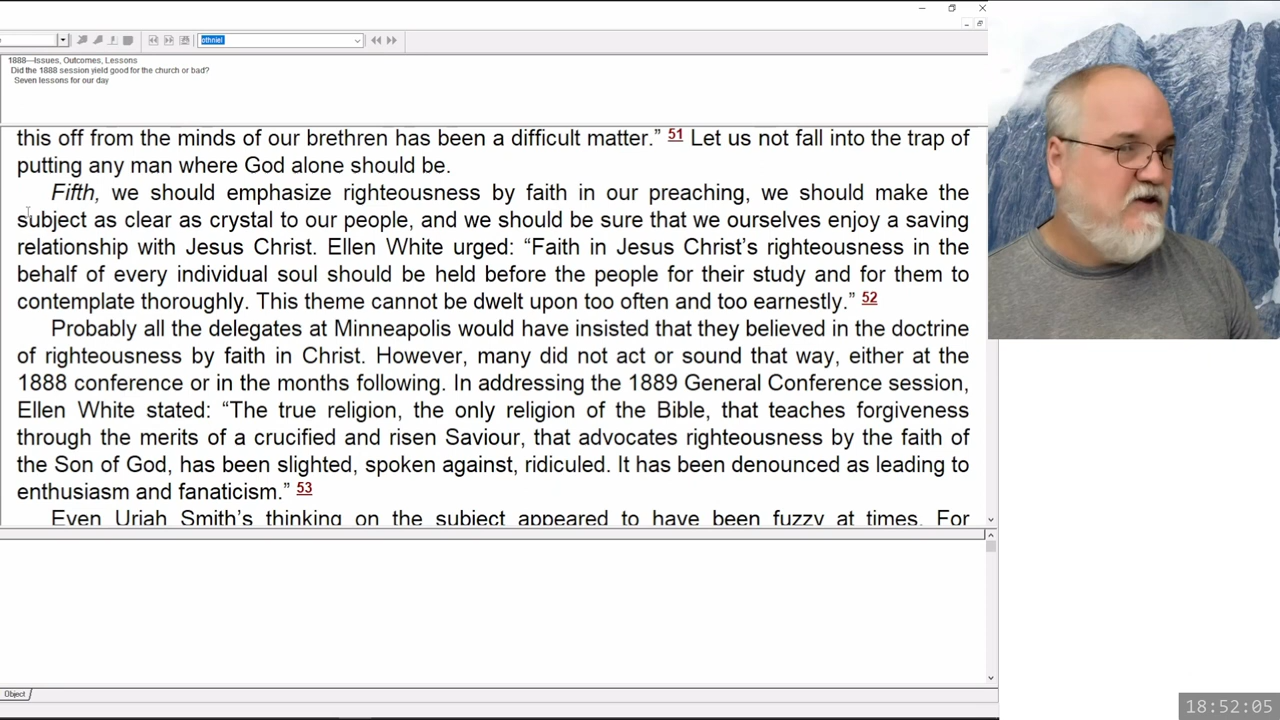 othniel
1888—Issues, Outcomes, Lessons
Did the 1888 session yield good for the church or bad?
Seven lessons for our day
this off from the minds of our brethren has been a difficult matter.” 51 Let us not fall into the trap of
putting any man where God alone should be.
Fifth, we should emphasize righteousness by faith in our preaching, we should make the
subject as clear as crystal to our people, and we should be sure that we ourselves enjoy a saving
relationship with Jesus Christ. Ellen White urged: “Faith in Jesus Christ’s righteousness in the
behalf of every individual soul should be held before the people for their study and for them to
contemplate thoroughly. This theme cannot be dwelt upon too often and too earnestly.” 52
Probably all the delegates at Minneapolis would have insisted that they believed in the doctrine
of righteousness by faith in Christ. However, many did not act or sound that way, either at the
1888 conference or in the months following. In addressing the 1889 General Conference session,
Ellen White stated: “The true religion, the only religion of the Bible, that teaches forgiveness
through the merits of a crucified and risen Saviour, that advocates righteousness by the faith of
the Son of God, has been slighted, spoken against, ridiculed. It has been denounced as leading to
enthusiasm and fanaticism.” 53
Even Uriah Smith’s thinking on the subject appeared to have been fuzzy at times. For
Object
18:52:05